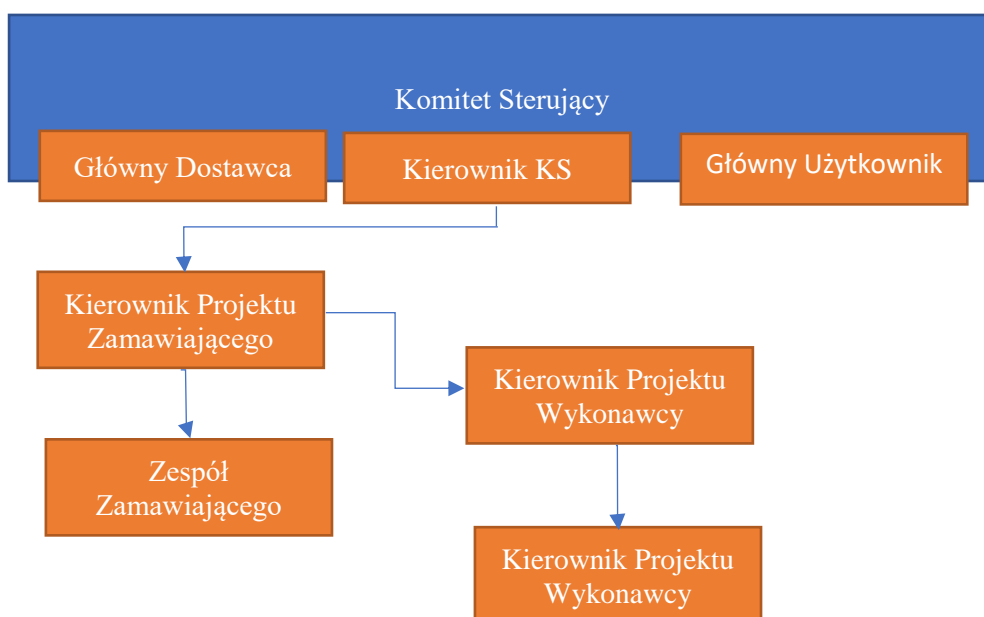 Komitet Sterujący
Główny Dostawca
Kierownik KS
Główny Użytkownik
Kierownik Projektu
Zamawiającego
Kierownik Projektu
Wykonawcy
Zespół
Zamawiającego
Kierownik Projektu
Wykonawcy